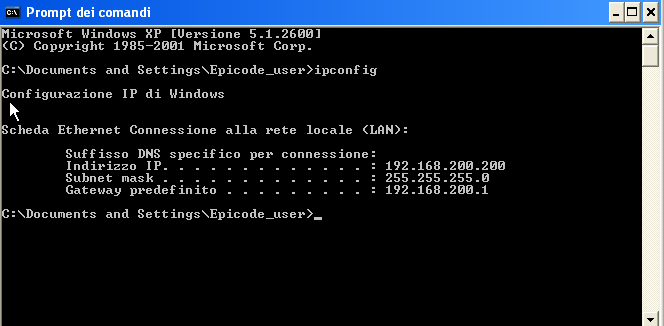 Prompt dei comandi
Microsoft Windows XP [Versione 5.1.2600]
(C) Copyright 1985-2001 Microsoft Corp.
C:\Documents and Settings\Epicode_user>ipconfig
Configurazione IP di Windows
Scheda Ethernet Connessione alla rete locale (LAN):
Suffisso DNS specifico per connessione:
Indirizzo IP. . . . . . . . . . . . . : 192.168.200.200
Subnet mask . . . . . . . . . . . . . : 255.255.255.0
Gateway predefinito . . . . . . . . . : 192.168.200.1
C:\Documents and Settings\Epicode_user>_